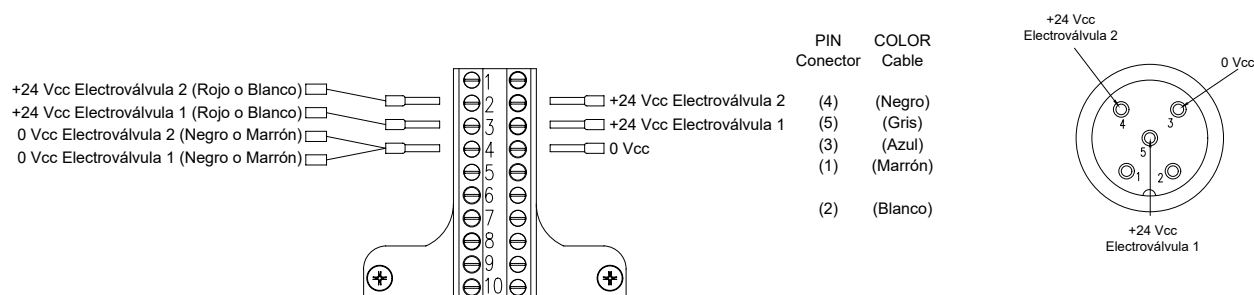 +24 Vcc Electroválvula 2 (Rojo o Blanco)
+24 Vcc Electroválvula 1 (Rojo o Blanco)
0 Vcc Electroválvula 2 (Negro o Marrón)
0 Vcc Electroválvula 1 (Negro o Marrón)
1
2
3
4
5
6
7
8
9
10
+24 Vcc Electroválvula 2
+24 Vcc Electroválvula 1
0 Vcc
PIN COLOR
Conector Cable
(4) (Negro)
(5) (Gris)
(3) (Azul)
(1) (Marrón)
(2) (Blanco)
+24 Vcc
Electroválvula 2
0 Vcc
4 3
5
1 2
+24 Vcc
Electroválvula 1